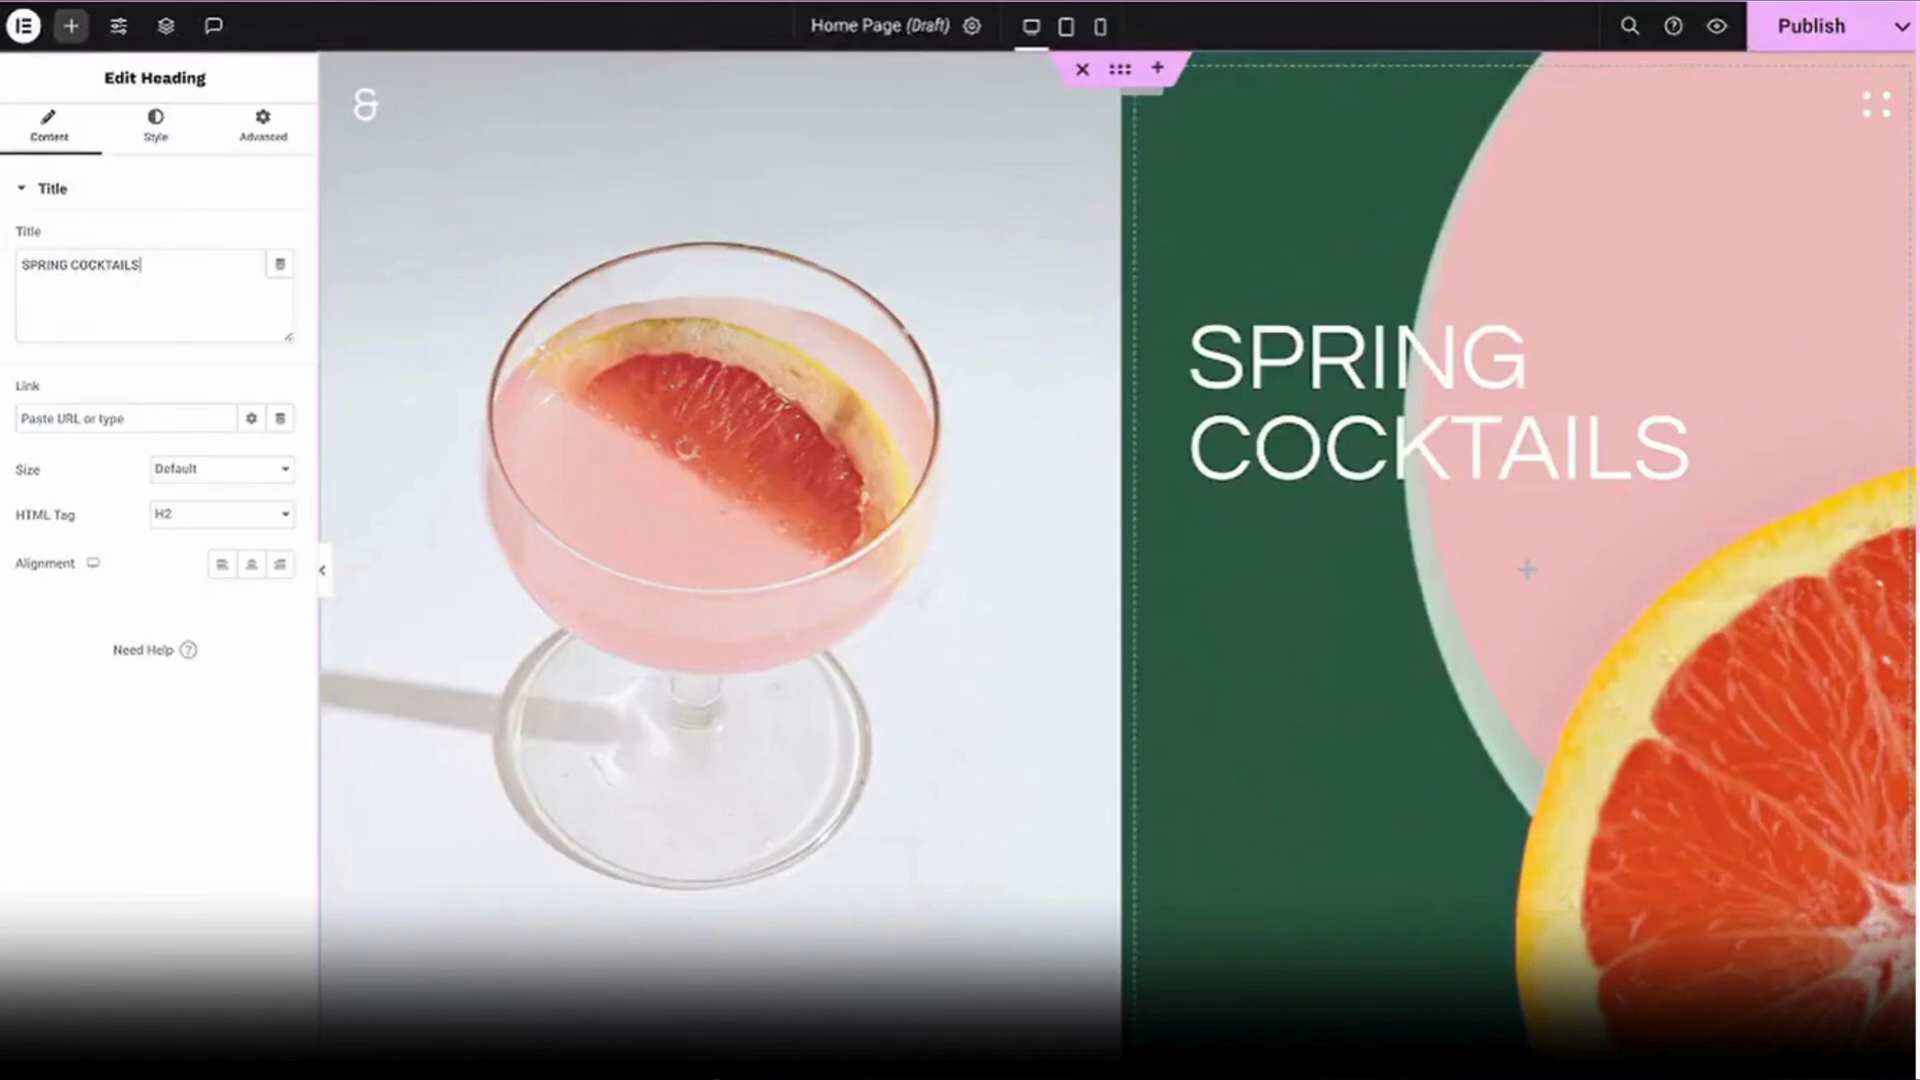 Home Page (Draft)
Publish
Edit Heading
Content
Style
Advanced
Title
Title
SPRING COCKTAILS
Link
Paste URL or type
Size
Default
HTML Tag
H2
Alignment
Need Help ?
&
SPRING
COCKTAILS